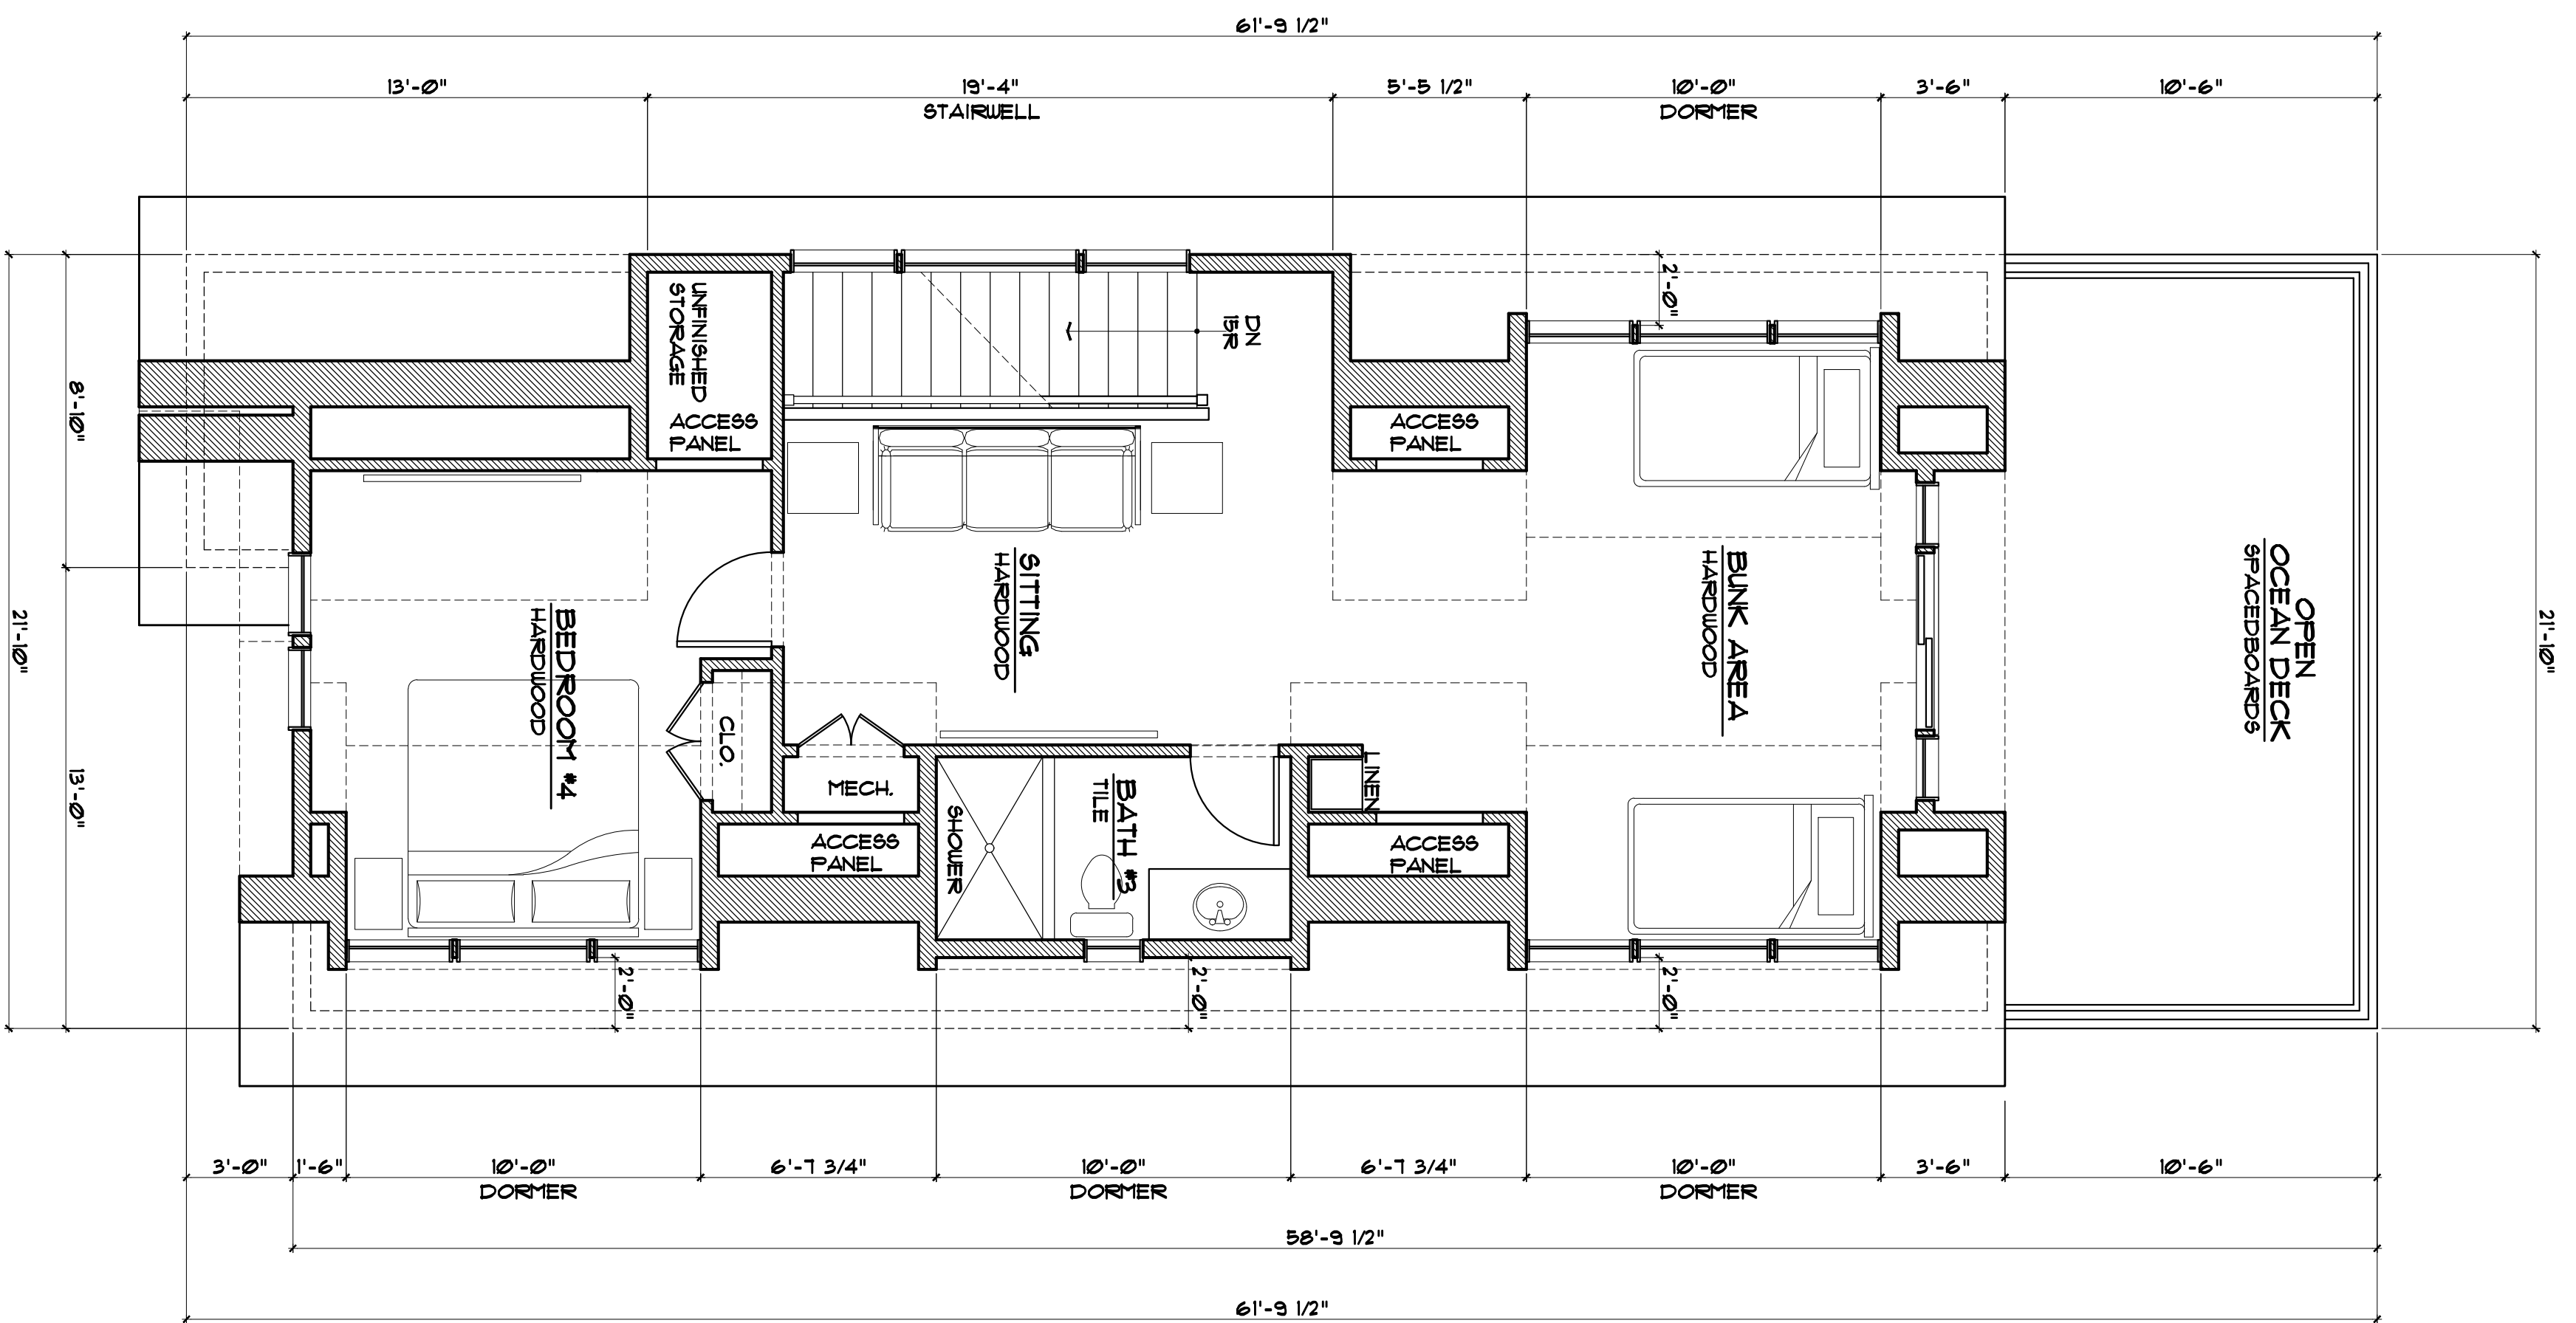 61'-9 1/2"
13'-0"
19'-4"
STAIRWELL
5'-5 1/2"
10'-0"
DORMER
3'-6"
10'-6"
21'-10"
8'-10"
13'-0"
UNFINISHED
STORAGE
ACCESS
PANEL
DN
15R
ACCESS
PANEL
2'-0"
SITTING
HARDWOOD
BUNK AREA
HARDWOOD
OPEN
OCEAN DECK
SPACEDBOARDS
21'-10"
BEDROOM #4
HARDWOOD
CLO.
MECH.
ACCESS
PANEL
SHOWER
BATH #3
TILE
LINEN
ACCESS
PANEL
2'-0"
2'-0"
2'-0"
3'-0"
1'-6"
10'-0"
DORMER
6'-7 3/4"
10'-0"
DORMER
6'-7 3/4"
10'-0"
DORMER
3'-6"
10'-6"
58'-9 1/2"
61'-9 1/2"